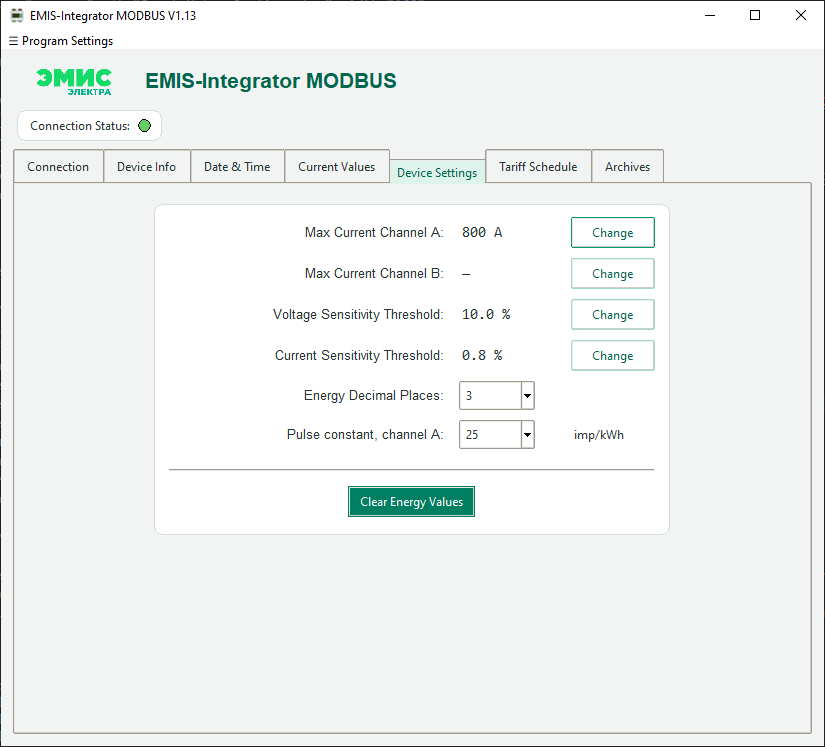 EMIS-Integrator MODBUS V1.13
☰ Program Settings
ЭМИС
ЭЛЕКТРА
EMIS-Integrator MODBUS
Connection Status:
Connection Device Info Date & Time Current Values Device Settings Tariff Schedule Archives
Max Current Channel A: 800 A Change
Max Current Channel B: — Change
Voltage Sensitivity Threshold: 10.0 % Change
Current Sensitivity Threshold: 0.8 % Change
Energy Decimal Places: 3
Pulse constant, channel A: 25 imp/kWh
Clear Energy Values